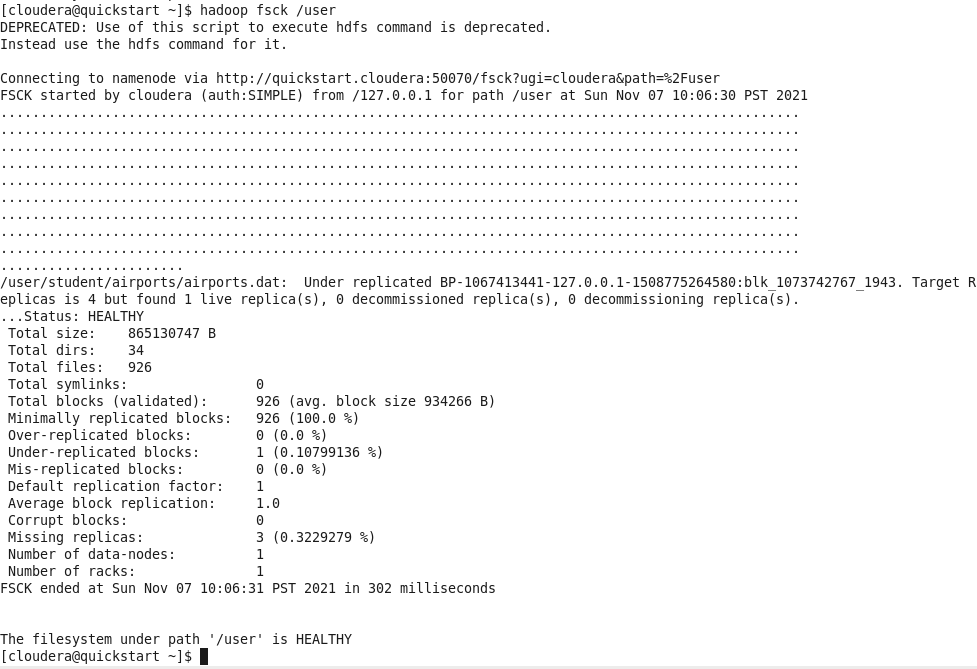 [cloudera@quickstart ~]$ hadoop fsck /user
DEPRECATED: Use of this script to execute hdfs command is deprecated.
Instead use the hdfs command for it.
Connecting to namenode via http://quickstart.cloudera:50070/fsck?ugi=cloudera&path=%2Fuser
FSCK started by cloudera (auth:SIMPLE) from /127.0.0.1 for path /user at Sun Nov 07 10:06:30 PST 2021
....................................................................................................
....................................................................................................
....................................................................................................
....................................................................................................
....................................................................................................
....................................................................................................
....................................................................................................
....................................................................................................
....................................................................................................
.......................
/user/student/airports/airports.dat:  Under replicated BP-1067413441-127.0.0.1-1508775264580:blk_1073742767_1943. Target R
eplicas is 4 but found 1 live replica(s), 0 decommissioned replica(s), 0 decommissioning replica(s).
...Status: HEALTHY
 Total size:    865130747 B
 Total dirs:    34
 Total files:   926
 Total symlinks:                0
 Total blocks (validated):      926 (avg. block size 934266 B)
 Minimally replicated blocks:   926 (100.0 %)
 Over-replicated blocks:        0 (0.0 %)
 Under-replicated blocks:       1 (0.10799136 %)
 Mis-replicated blocks:         0 (0.0 %)
 Default replication factor:    1
 Average block replication:     1.0
 Corrupt blocks:                0
 Missing replicas:              3 (0.3229279 %)
 Number of data-nodes:          1
 Number of racks:               1
FSCK ended at Sun Nov 07 10:06:31 PST 2021 in 302 milliseconds
The filesystem under path '/user' is HEALTHY
[cloudera@quickstart ~]$